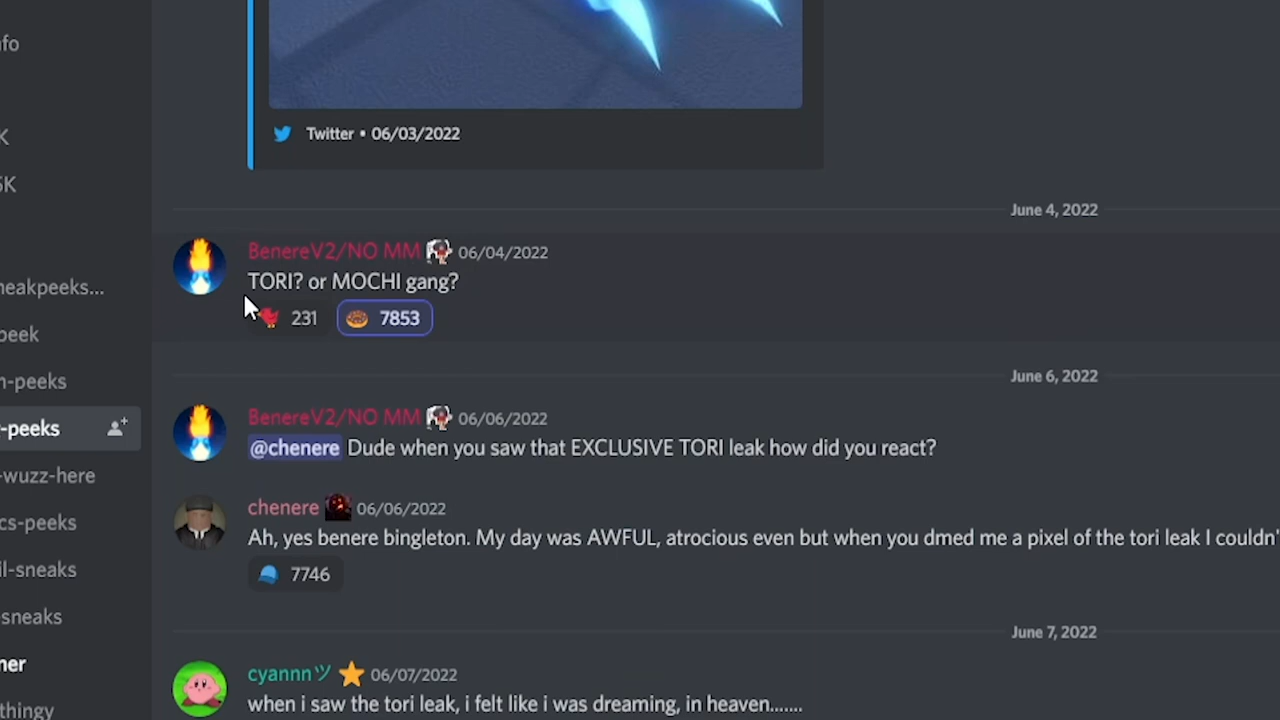 Twitter • 06/03/2022
June 4, 2022
BenereV2/NO MM 06/04/2022
TORI? or MOCHI gang?
231 7853
June 6, 2022
BenereV2/NO MM 06/06/2022
@chenere Dude when you saw that EXCLUSIVE TORI leak how did you react?
chenere 06/06/2022
Ah, yes benere bingleton. My day was AWFUL, atrocious even but when you dmed me a pixel of the tori leak I couldn'
7746
June 7, 2022
cyannnツ 06/07/2022
when i saw the tori leak, i felt like i was dreaming, in heaven.......
nfo
K
5K
neakpeeks...
peek
n-peeks
-peeks
-wuzz-here
cs-peeks
il-sneaks
sneaks
ner
thingy